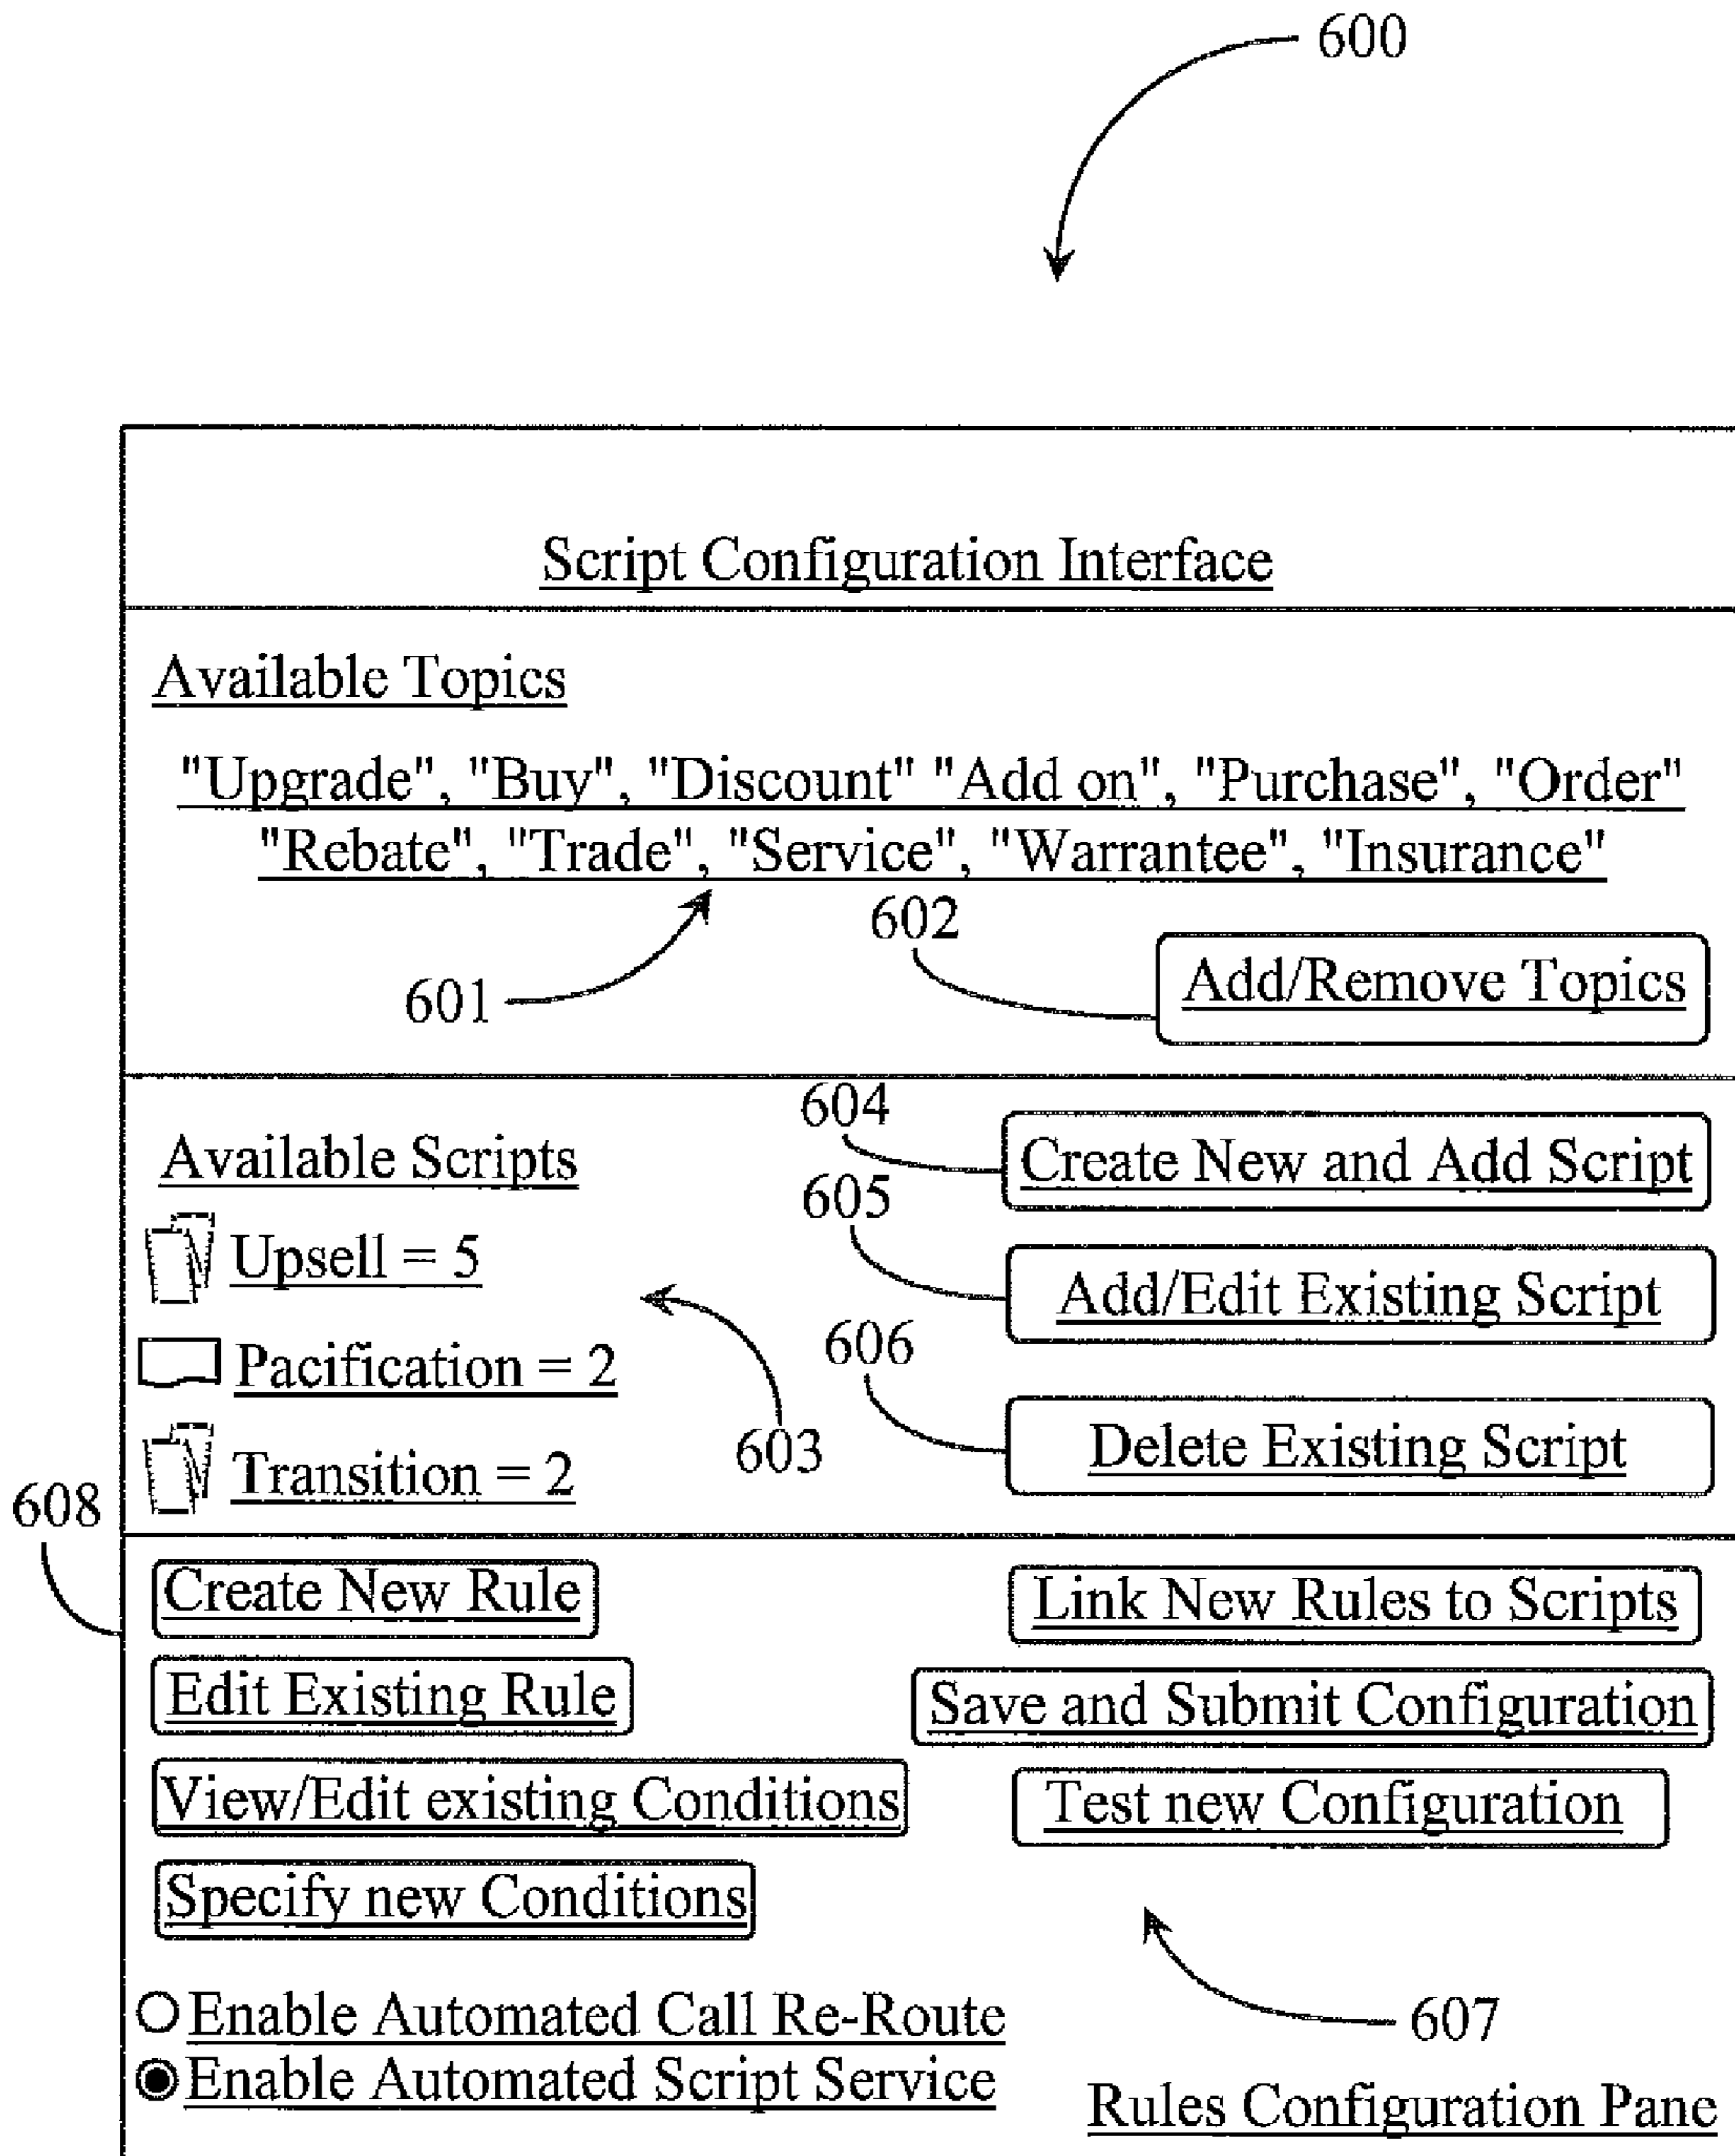 600
Script Configuration Interface
Available Topics
"Upgrade", "Buy", "Discount" "Add on", "Purchase", "Order"
"Rebate", "Trade", "Service", "Warrantee", "Insurance"
602
Add/Remove Topics
601
604
Available Scripts
Create New and Add Script
605
Upsell = 5
Add/Edit Existing Script
606
Pacification = 2
603
Delete Existing Script
Transition = 2
608
Create New Rule
Link New Rules to Scripts
Edit Existing Rule
Save and Submit Configuration
View/Edit existing Conditions
Test new Configuration
Specify new Conditions
Enable Automated Call Re-Route
607
Enable Automated Script Service
Rules Configuration Pane